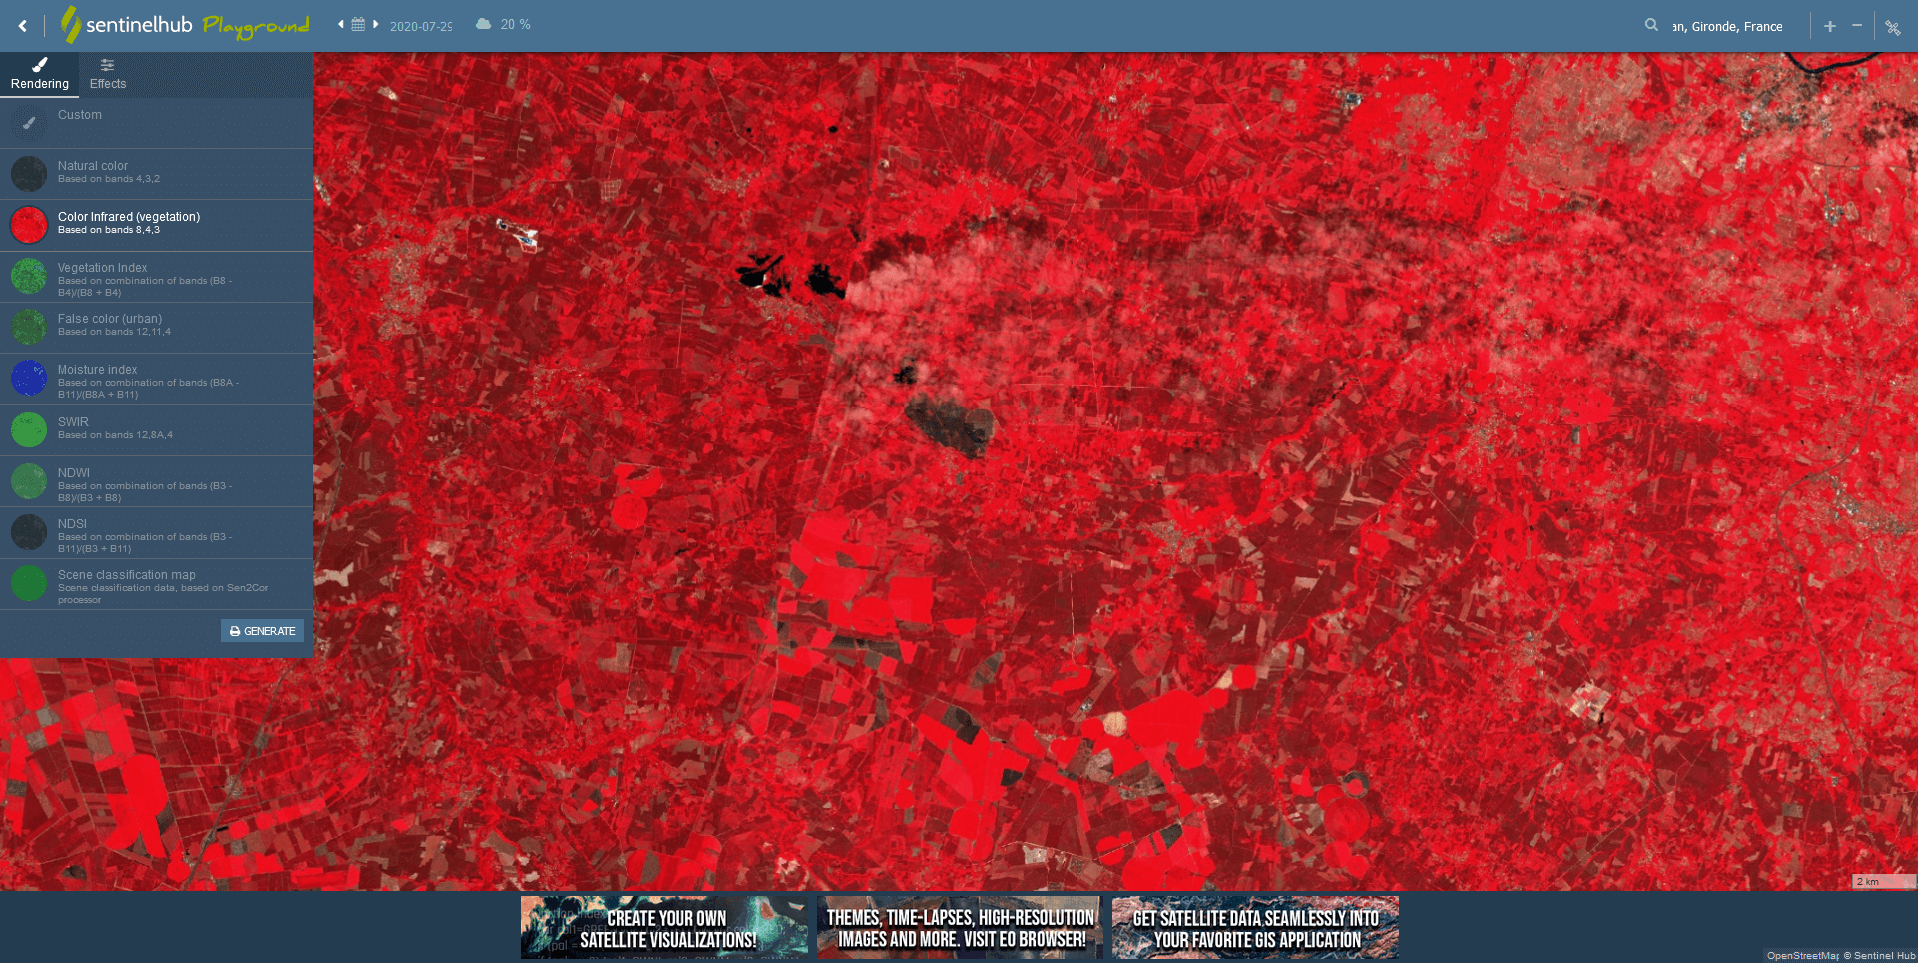 sentinelhub Playground
2020-07-29
20 %
an, Gironde, France
Rendering
Effects
Custom
Natural color
Based on bands 4,3,2
Color Infrared (vegetation)
Based on bands 8,4,3
Vegetation Index
Based on combination of bands (B8 -
B4)/(B8 + B4)
False color (urban)
Based on bands 12,11,4
Moisture index
Based on combination of bands (B8A -
B11)/(B8A + B11)
SWIR
Based on bands 12,8A,4
NDWI
Based on combination of bands (B3 -
B8)/(B3 + B8)
NDSI
Based on combination of bands (B3 -
B11)/(B3 + B11)
Scene classification map
Scene classification data, based on Sen2Cor
processor
GENERATE
2 km
CREATE YOUR OWN
SATELLITE VISUALIZATIONS!
THEMES, TIME-LAPSES, HIGH-RESOLUTION
IMAGES AND MORE. VISIT EO BROWSER!
GET SATELLITE DATA SEAMLESSLY INTO
YOUR FAVORITE GIS APPLICATION
OpenStreetMap © Sentinel Hub